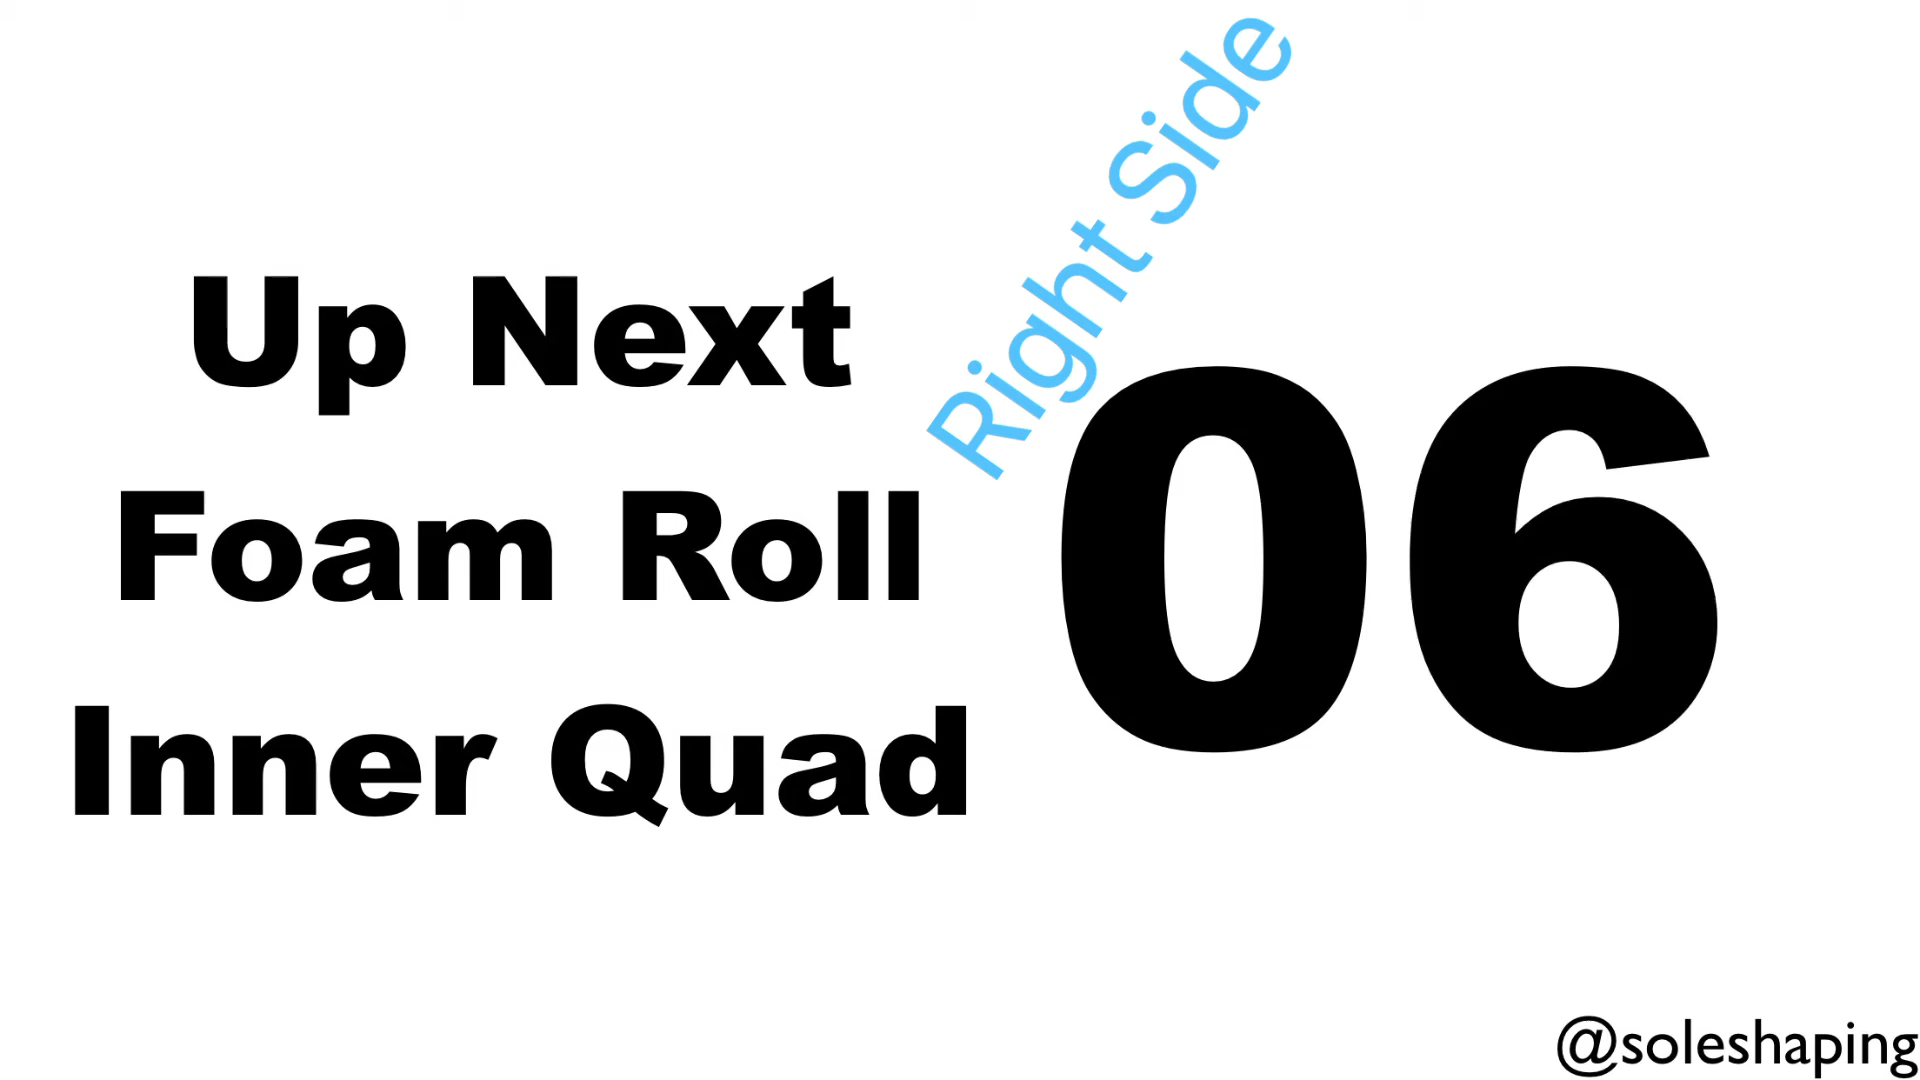 Right Side
Up Next
Foam Roll
Inner Quad
06
@soleshaping